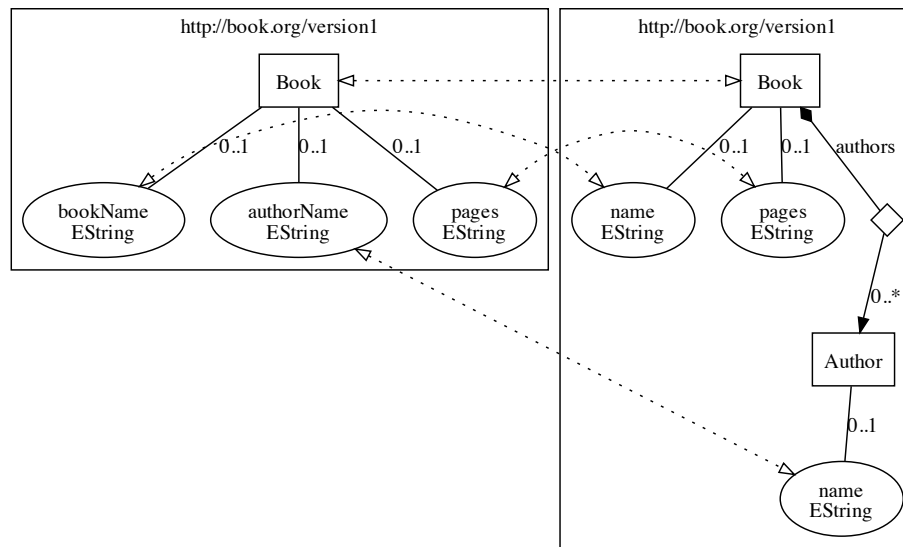 http://book.org/version1
Book
0..1
0..1
0..1
bookName
EString
authorName
EString
pages
EString
http://book.org/version1
Book
0..1
0..1
authors
name
EString
pages
EString
0..*
Author
0..1
name
EString